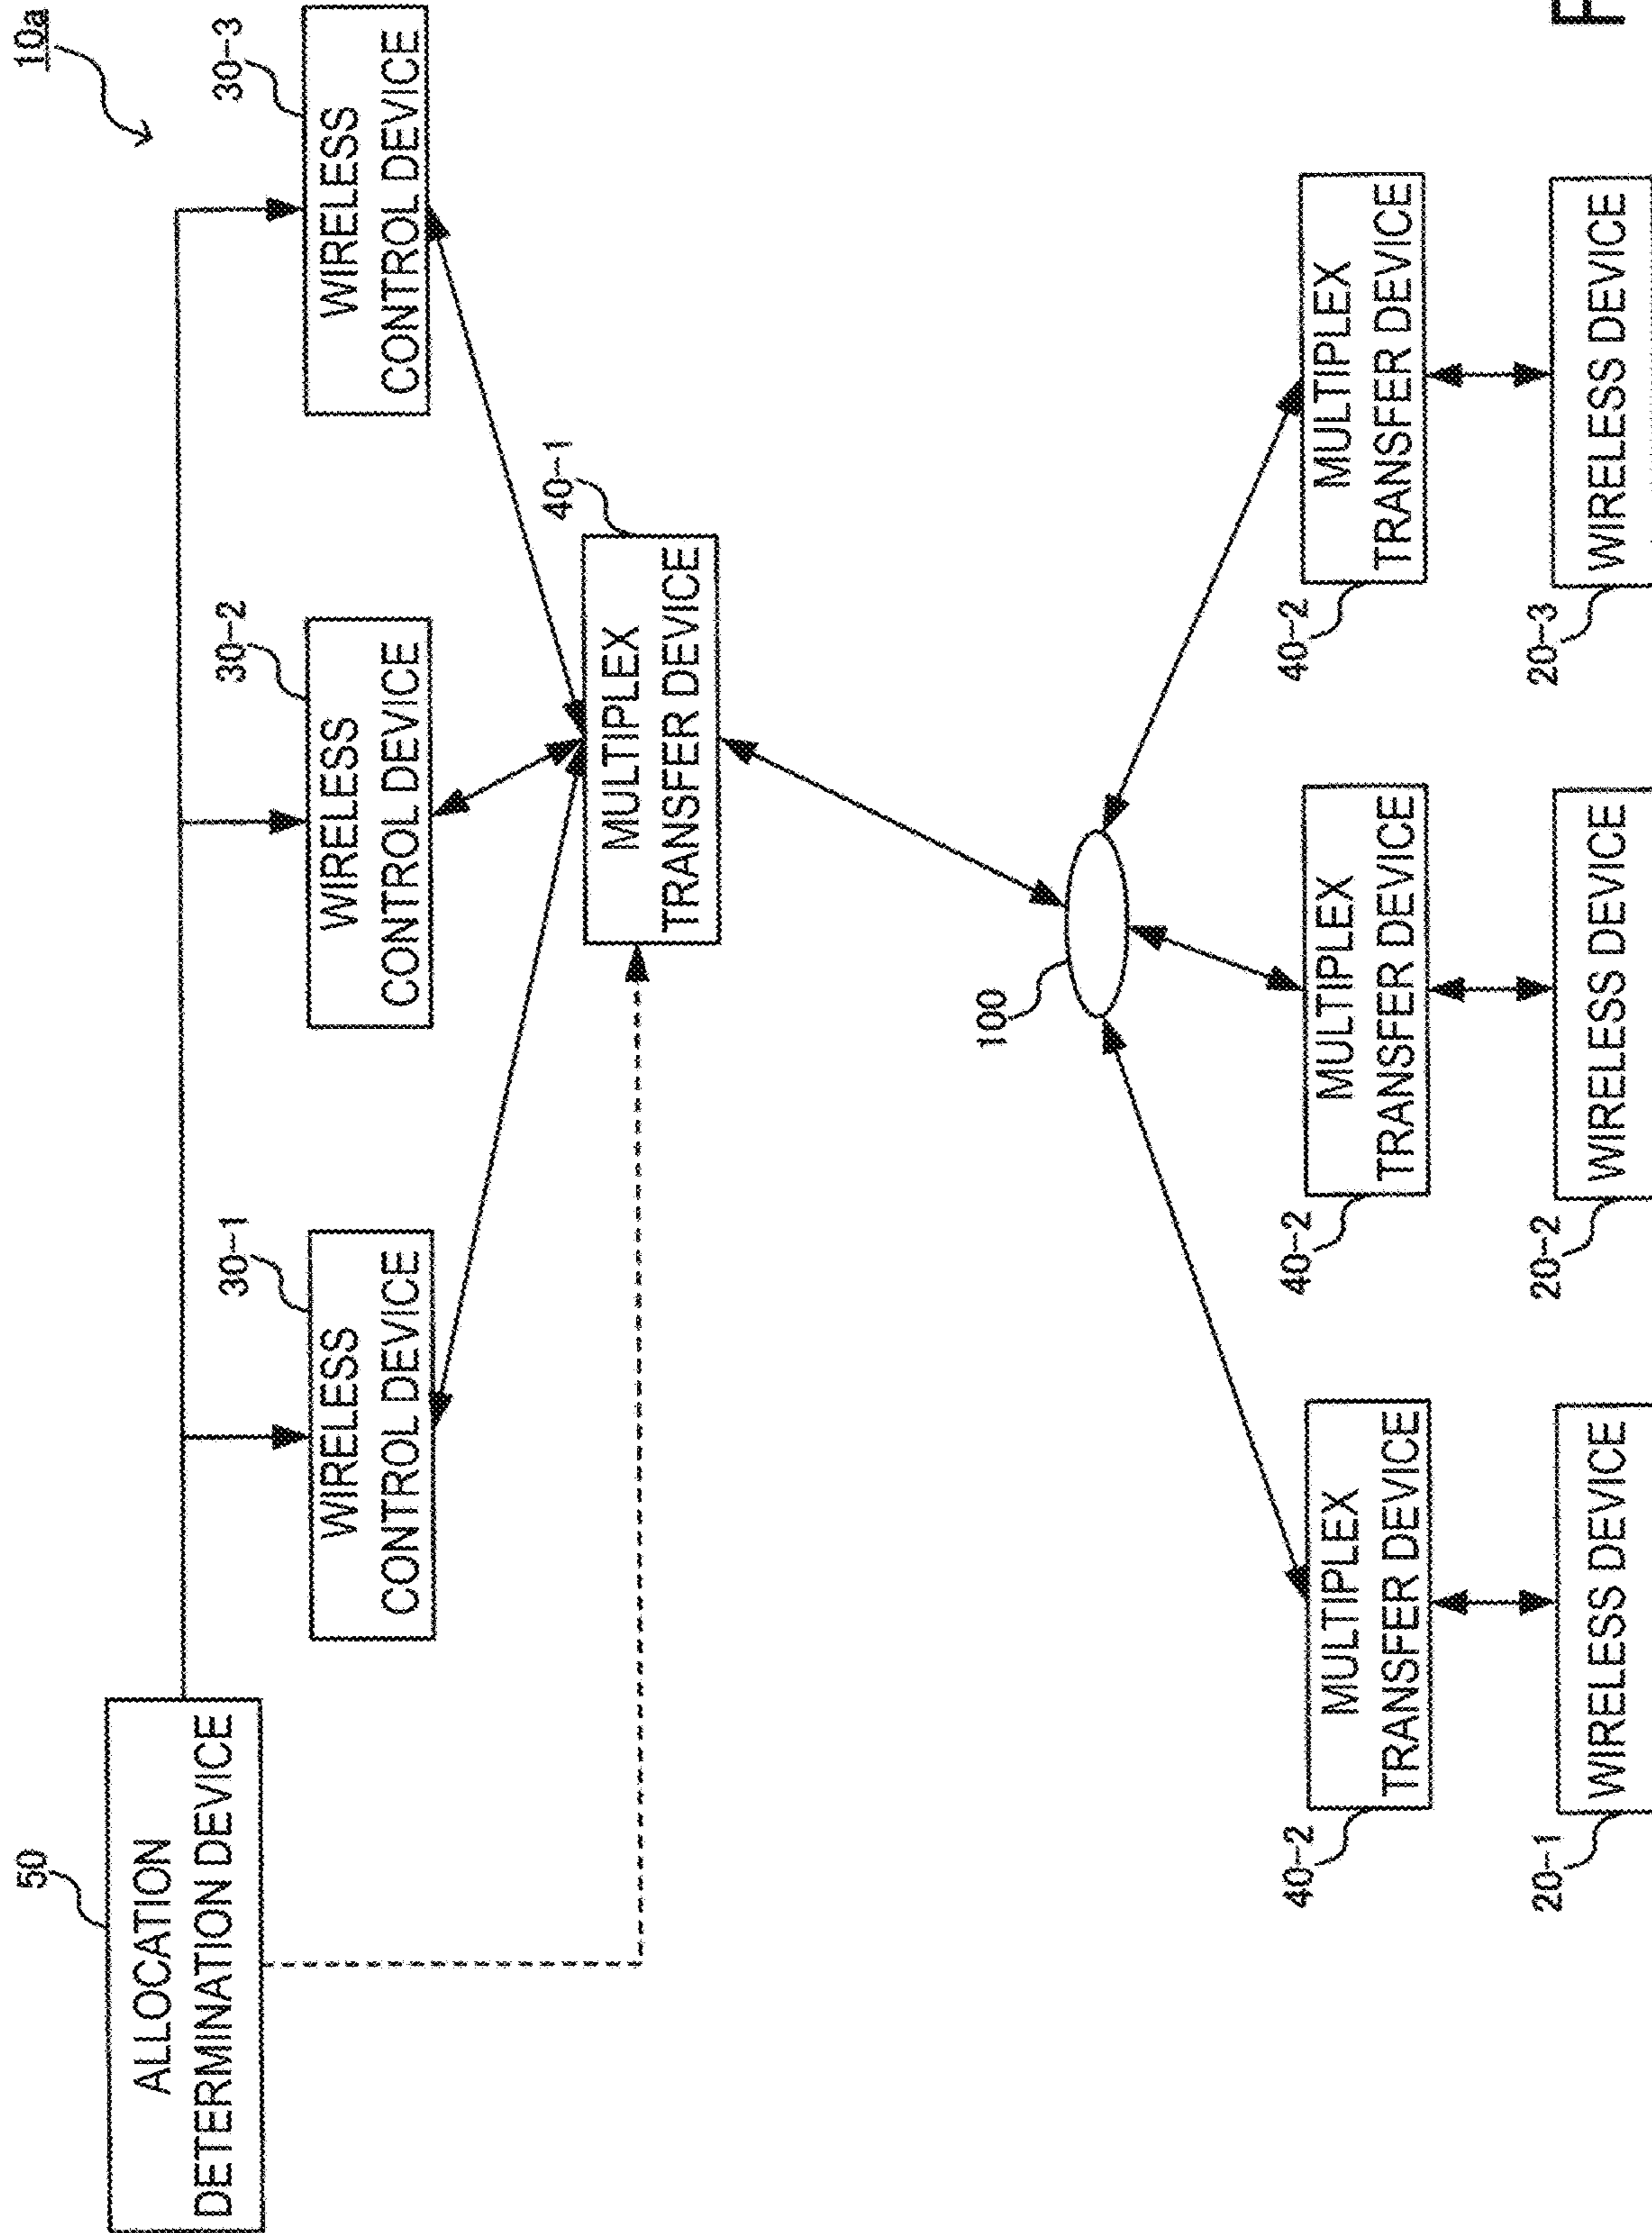 10a
50
ALLOCATION
DETERMINATION DEVICE
30-1
WIRELESS
CONTROL DEVICE
30-2
WIRELESS
CONTROL DEVICE
30-3
WIRELESS
CONTROL DEVICE
40-1
MULTIPLEX
TRANSFER DEVICE
100
40-2
MULTIPLEX
TRANSFER DEVICE
40-2
MULTIPLEX
TRANSFER DEVICE
40-2
MULTIPLEX
TRANSFER DEVICE
20-1
WIRELESS DEVICE
20-2
WIRELESS DEVICE
20-3
WIRELESS DEVICE